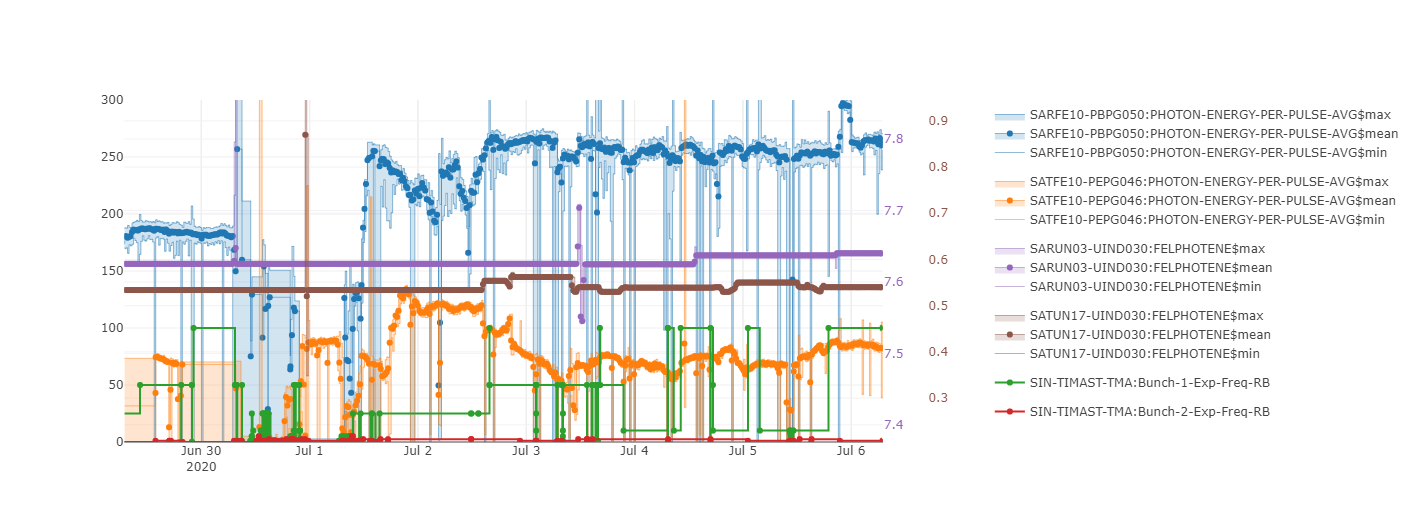 300
250
200
150
100
50
0
Jun 30
2020
Jul 1
Jul 2
Jul 3
Jul 4
Jul 5
Jul 6
7.8
7.7
7.6
7.5
7.4
0.9
0.8
0.7
0.6
0.5
0.4
0.3
SARFE10-PBPG050:PHOTON-ENERGY-PER-PULSE-AVG$max
SARFE10-PBPG050:PHOTON-ENERGY-PER-PULSE-AVG$mean
SARFE10-PBPG050:PHOTON-ENERGY-PER-PULSE-AVG$min
SATFE10-PEPG046:PHOTON-ENERGY-PER-PULSE-AVG$max
SATFE10-PEPG046:PHOTON-ENERGY-PER-PULSE-AVG$mean
SATFE10-PEPG046:PHOTON-ENERGY-PER-PULSE-AVG$min
SARUN03-UIND030:FELPHOTENE$max
SARUN03-UIND030:FELPHOTENE$mean
SARUN03-UIND030:FELPHOTENE$min
SATUN17-UIND030:FELPHOTENE$max
SATUN17-UIND030:FELPHOTENE$mean
SATUN17-UIND030:FELPHOTENE$min
SIN-TIMAST-TMA:Bunch-1-Exp-Freq-RB
SIN-TIMAST-TMA:Bunch-2-Exp-Freq-RB